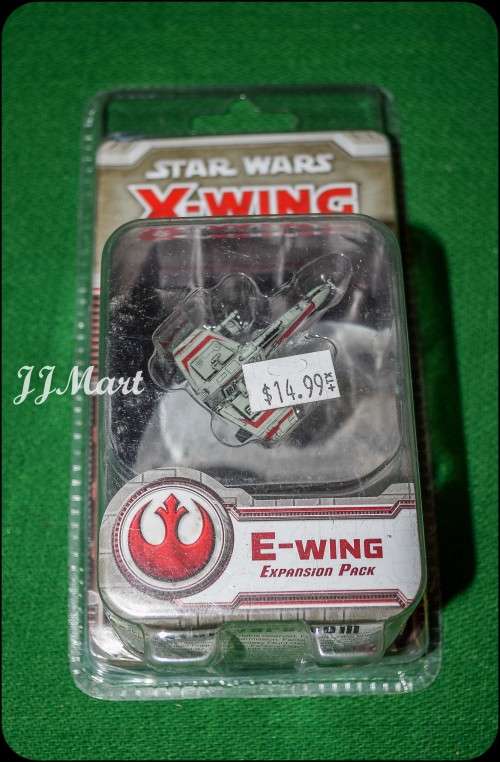 STAR WARS
X-WING
JJMart
$14.99
E-WING
EXPANSION PACK